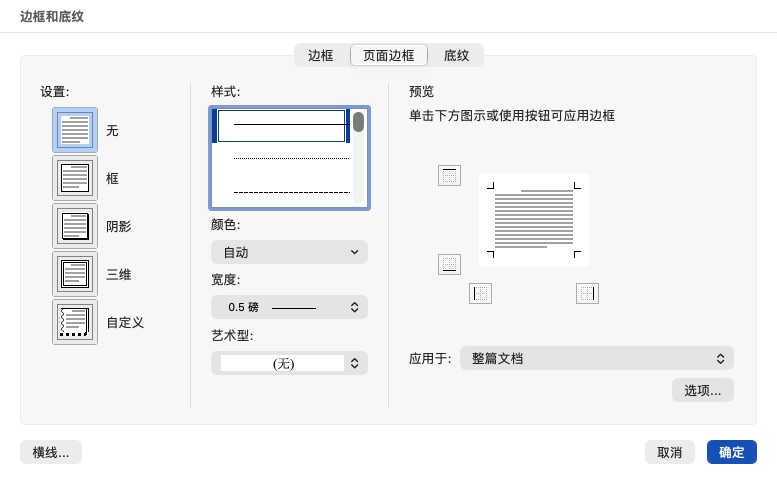 边框和底纹
边框 页面边框 底纹
设置:
无
框
阴影
三维
自定义
样式:
颜色:
自动
宽度:
0.5 磅
艺术型:
(无)
预览
单击下方图示或使用按钮可应用边框
应用于: 整篇文档
选项...
横线... 取消 确定